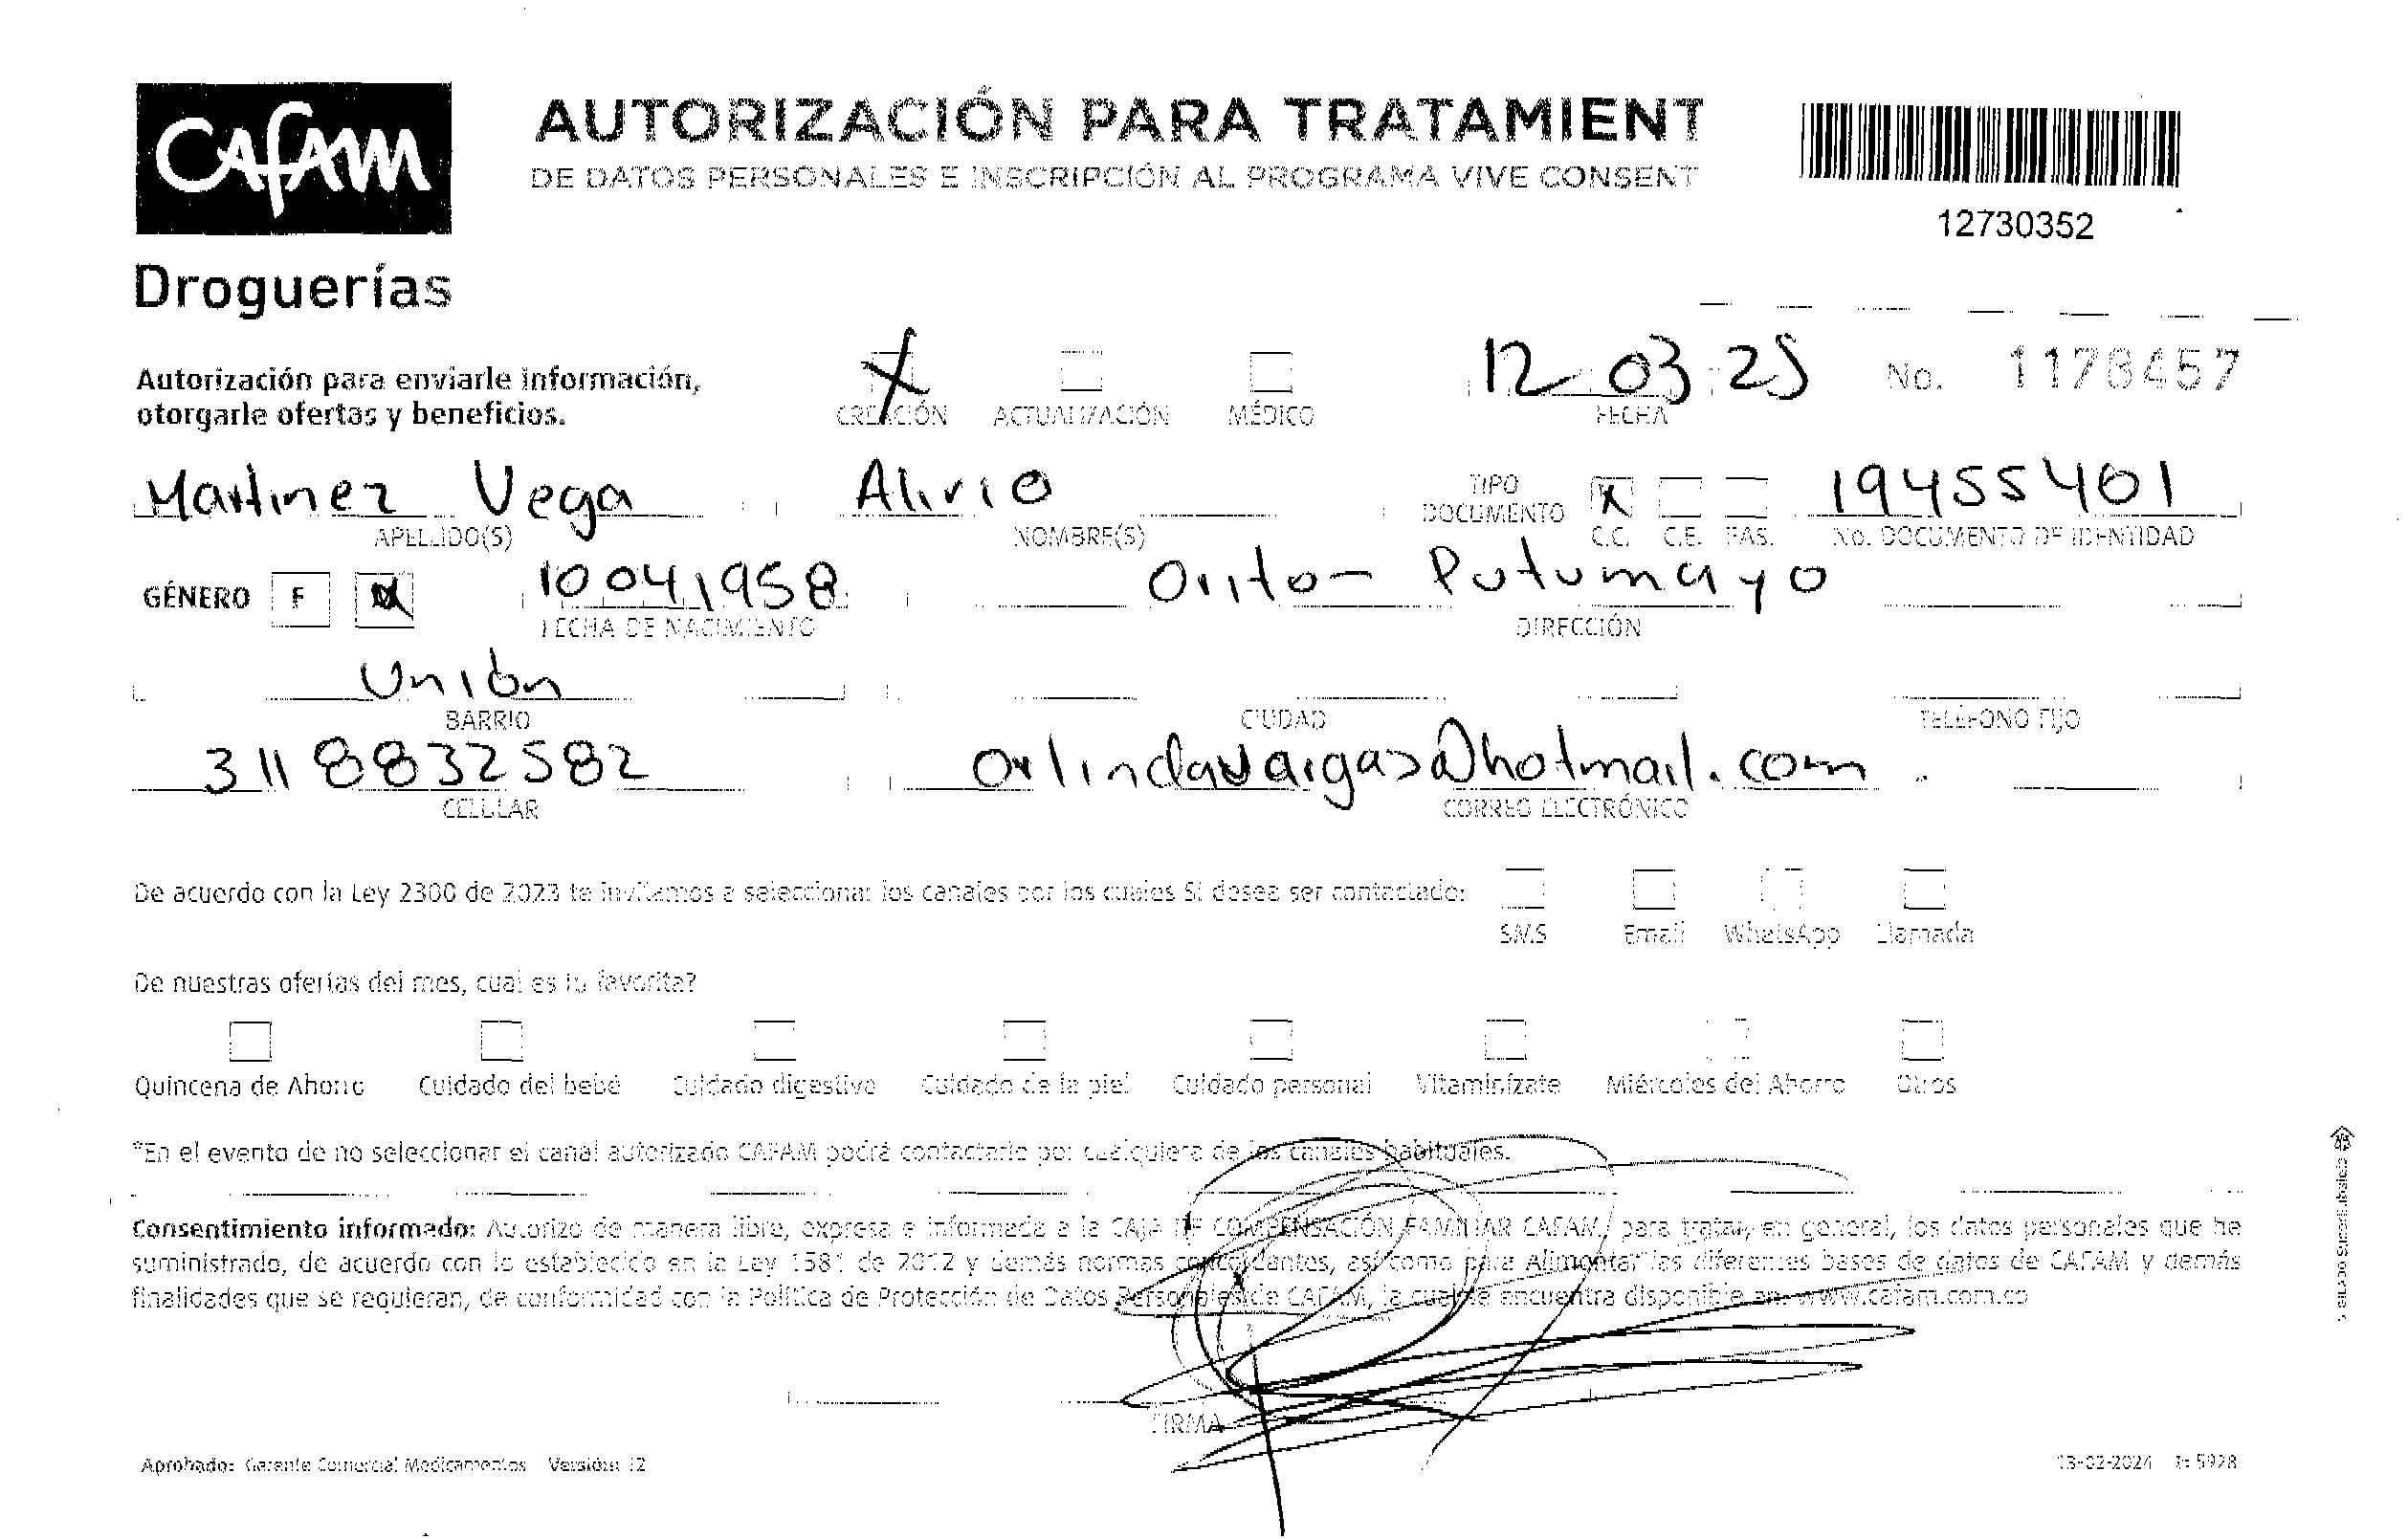 CAFAM
Droguerías
AUTORIZACIÓN PARA TRATAMIENT
DE DATOS PERSONALES E INSCRIPCIÓN AL PROGRAMA VIVE CONSENT
12730352
Autorización para enviarle información,
otorgarle ofertas y beneficios.
X
CREACIÓN ACTUALIZACIÓN MÉDICO
12 03 25
FECHA
No. 1178457
Martinez Vega Alirio
APELLIDO(S) NOMBRE(S)
TIPO DOCUMENTO X C.C. C.E. PAS.
19455401
No. DOCUMENTO DE IDENTIDAD
GÉNERO F M 10041958 Orito - Putumayo
FECHA DE NACIMIENTO DIRECCIÓN
Unión
BARRIO CIUDAD TELÉFONO FIJO
3118832582 orlindavargas@hotmail.com
CELULAR CORREO ELECTRÓNICO
De acuerdo con la Ley 2300 de 2023 te invitamos a seleccionar los canales por los cuales SI desea ser contactado:
SMS Email WhatsApp Llamada
De nuestras ofertas del mes, cual es tu favorita?
Quincena de Ahorro Cuidado del bebé Cuidado digestivo Cuidado de la piel Cuidado personal Vitaminízate Miércoles del Ahorro Otros
*En el evento de no seleccionar el canal autorizado CAFAM podrá contactarlo por cualquiera de los canales habituales.
Consentimiento informado: Autorizo de manera libre, expresa e informada a la CAJA DE COMPENSACIÓN FAMILIAR CAFAM, para tratar, en general, los datos personales que he
suministrado, de acuerdo con lo establecido en la Ley 1581 de 2012 y demás normas concordantes, así como para Alimentar las diferentes bases de datos de CAFAM y demás
finalidades que se requieran, de conformidad con la Política de Protección de Datos Personales de CAFAM, la cual se encuentra disponible en: www.cafam.com.co
FIRMA
Aprobado: Gerente Comercial Medicamentos Versión: 12
13-02-2024 5928